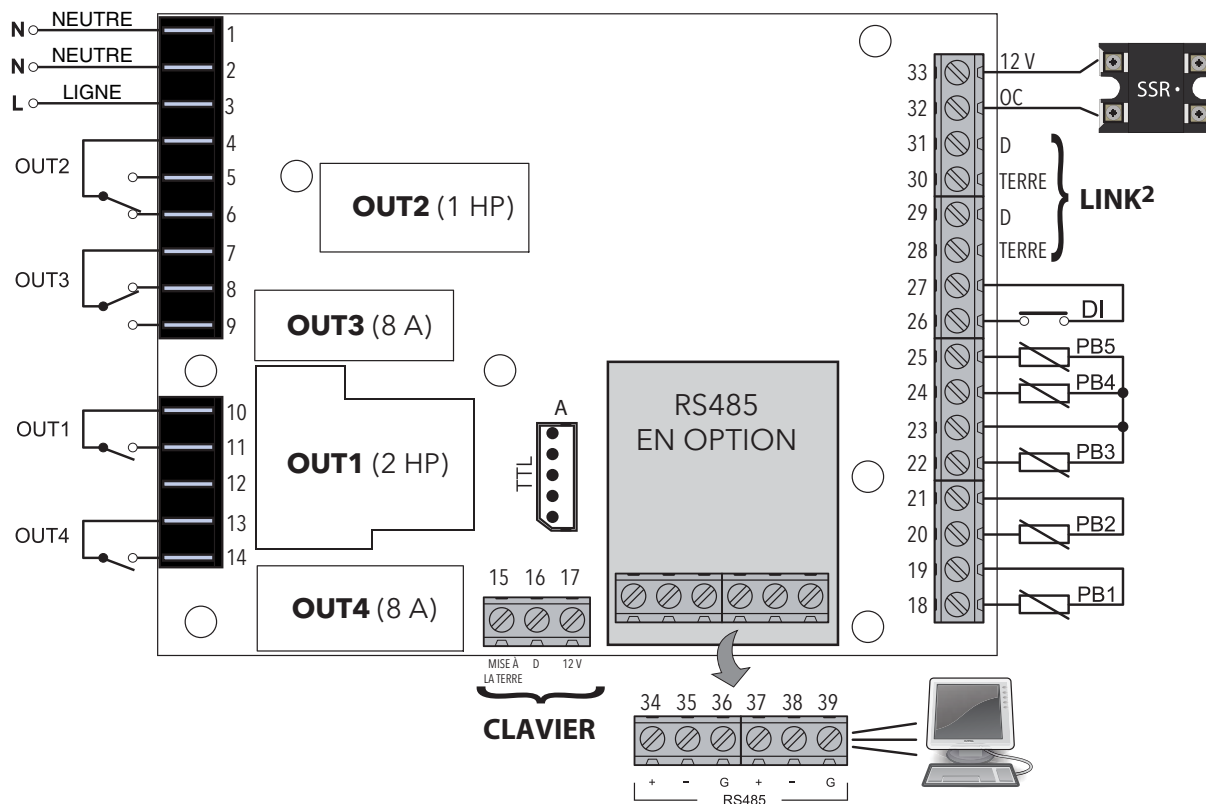 N NEUTRE
N NEUTRE
L LIGNE
OUT2
OUT3
OUT1
OUT4
1
2
3
4
5
6
7
8
9
10
11
12
13
14
OUT2 (1 HP)
OUT3 (8 A)
OUT1 (2 HP)
OUT4 (8 A)
A
TTL
RS485
EN OPTION
15 16 17
MISE À
LA TERRE
D
12 V
CLAVIER
34 35 36 37 38 39
+ – G + – G
RS485
33 12 V
32 OC
31 D
30 TERRE
29 D
28 TERRE
LINK²
SSR
27
26 DI
25 PB5
24 PB4
23
22 PB3
21
20 PB2
19
18 PB1